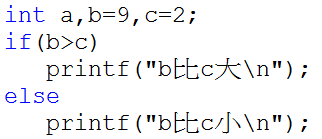 int a,b=9,c=2;
if(b>c)
   printf("b比c大\n");
else
   printf("b比c小\n");